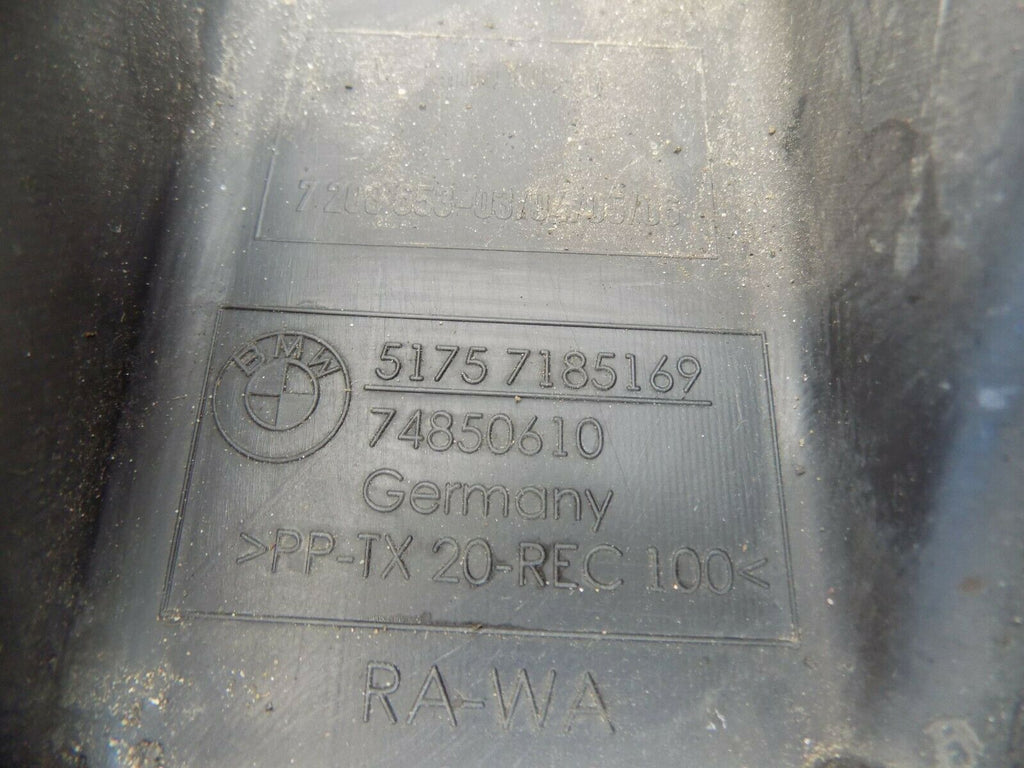 BMW
5175 7185169
74850610
Germany
>PP-TX 20-REC 100<
RA-WA